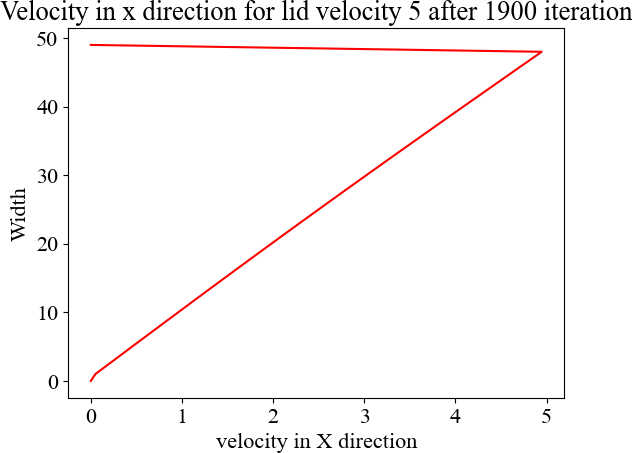 Velocity in x direction for lid velocity 5 after 1900 iteration
50
40
30
20
10
0
Width
0 1 2 3 4 5
velocity in X direction